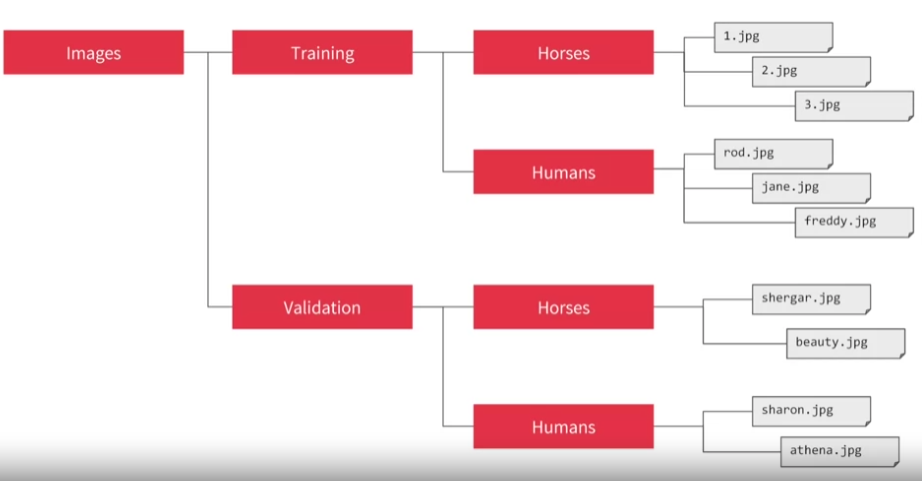 Images
Training
Horses
1.jpg
2.jpg
3.jpg
Humans
rod.jpg
jane.jpg
freddy.jpg
Validation
Horses
shergar.jpg
beauty.jpg
Humans
sharon.jpg
athena.jpg